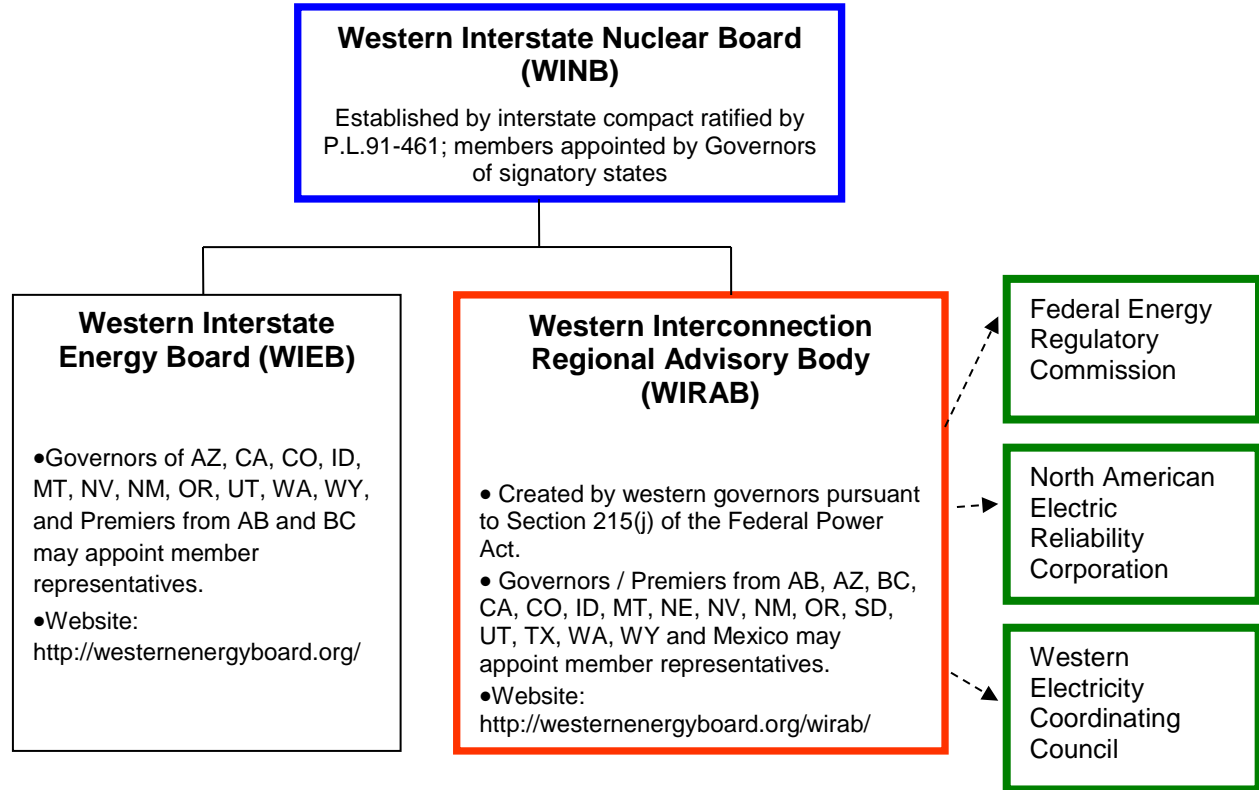 Western Interstate Nuclear Board
(WINB)
Established by interstate compact ratified by
P.L.91-461; members appointed by Governors
of signatory states
Western Interstate
Energy Board (WIEB)
•Governors of AZ, CA, CO, ID,
MT, NV, NM, OR, UT, WA, WY,
and Premiers from AB and BC
may appoint member
representatives.
•Website:
http://westernenergyboard.org/
Western Interconnection
Regional Advisory Body
(WIRAB)
• Created by western governors pursuant
to Section 215(j) of the Federal Power
Act.
• Governors / Premiers from AB, AZ, BC,
CA, CO, ID, MT, NE, NV, NM, OR, SD,
UT, TX, WA, WY and Mexico may
appoint member representatives.
•Website:
http://westernenergyboard.org/wirab/
Federal Energy
Regulatory
Commission
North American
Electric
Reliability
Corporation
Western
Electricity
Coordinating
Council